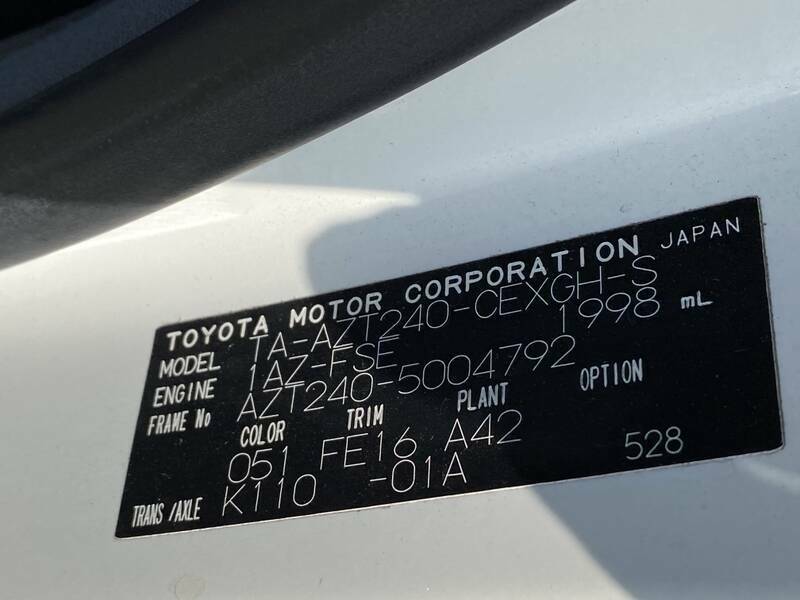 TOYOTA MOTOR CORPORATION JAPAN
MODEL TA-AZT240-CEXGH-S
ENGINE 1AZ-FSE 1998 mL
FRAME No AZT240-5004792
COLOR TRIM PLANT OPTION
051 FE16 A42 528
TRANS/AXLE K110 -01A